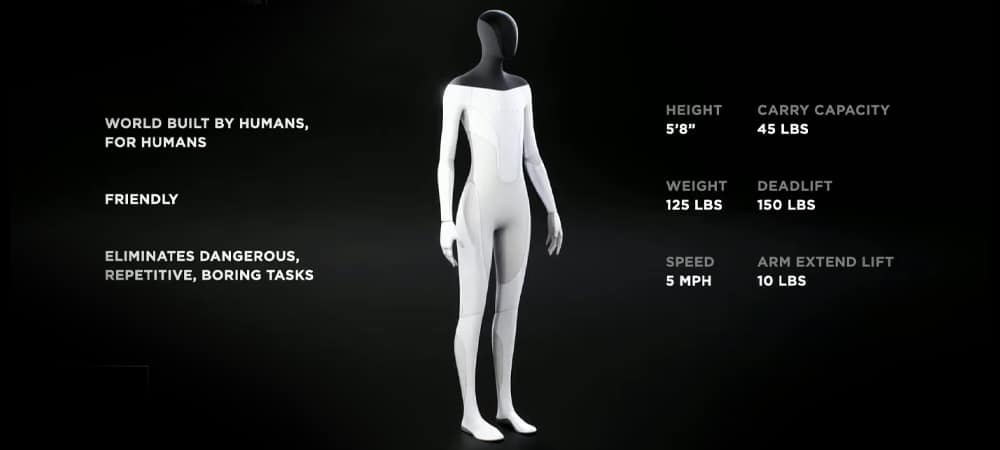 WORLD BUILT BY HUMANS,
FOR HUMANS
FRIENDLY
ELIMINATES DANGEROUS,
REPETITIVE, BORING TASKS
HEIGHT
5'8”
CARRY CAPACITY
45 LBS
WEIGHT
125 LBS
DEADLIFT
150 LBS
SPEED
5 MPH
ARM EXTEND LIFT
10 LBS